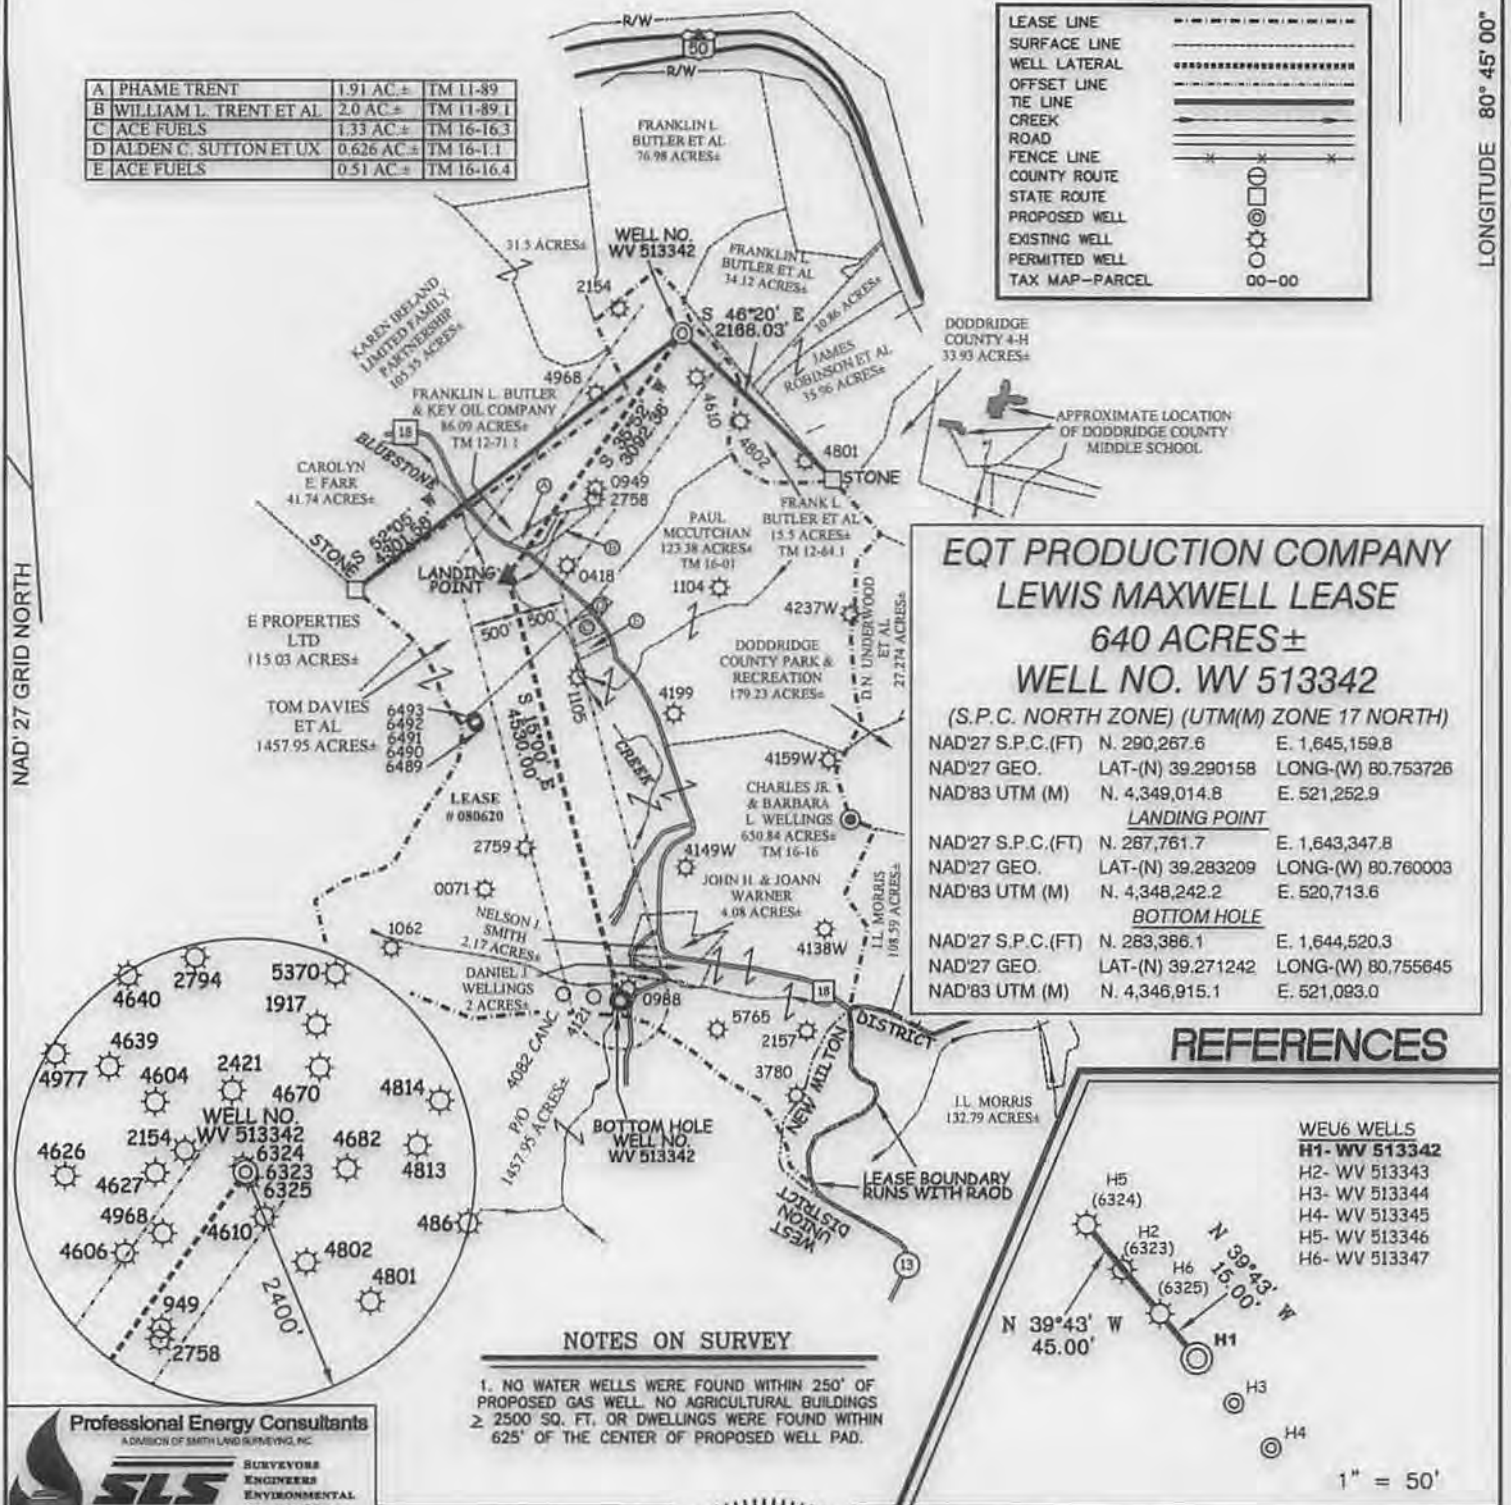 A PHAME TRENT 1.91 AC.± TM 11-89
B WILLIAM L. TRENT ET AL 2.0 AC.± TM 11-89.1
C ACE FUELS 1.33 AC.± TM 16-16.3
D ALDEN C. SUTTON ET UX 0.626 AC.± TM 16-1.1
E ACE FUELS 0.51 AC.± TM 16-16.4
R/W
50
R/W
LEASE LINE
SURFACE LINE
WELL LATERAL
OFFSET LINE
TIE LINE
CREEK
ROAD
FENCE LINE
COUNTY ROUTE
STATE ROUTE
PROPOSED WELL
EXISTING WELL
PERMITTED WELL
TAX MAP-PARCEL 00-00
LONGITUDE 80° 45' 00"
NAD' 27 GRID NORTH
FRANKLIN L.
BUTLER ET AL
76.98 ACRES±
31.5 ACRES±
WELL NO.
WV 513342
FRANKLIN L.
BUTLER ET AL
34.12 ACRES±
2154
S 46°20' E
2168.03'
10.86 ACRES±
KAREN IRELAND
LIMITED FAMILY
PARTNERSHIP
105.35 ACRES±
JAMES
ROBINSON ET AL
35.96 ACRES±
DODDRIDGE
COUNTY 4-H
33.93 ACRES±
APPROXIMATE LOCATION
OF DODDRIDGE COUNTY
MIDDLE SCHOOL
4968
FRANKLIN L. BUTLER
& KEY OIL COMPANY
86.09 ACRES±
TM 12-71.1
18
BLUESTONE
S 35°52' W
3092.36'
4610
4802
4801
STONE
CAROLYN
E. FARR
41.74 ACRES±
A
0949
2758
S 52°05' W
4301.58'
STONE
PAUL
MCCUTCHAN
123.38 ACRES±
TM 16-01
FRANK L.
BUTLER ET AL
15.5 ACRES±
TM 12-64.1
B
LANDING
POINT
0418
1104
4237W
D.N. UNDERWOOD
ET AL
27.274 ACRES±
D
C
E
500'
500'
E PROPERTIES
LTD
115.03 ACRES±
DODDRIDGE
COUNTY PARK &
RECREATION
179.23 ACRES±
1105
4199
TOM DAVIES
ET AL
1457.95 ACRES±
6493
6492
6491
6490
6489
S 15°00' E
4530.00'
CREEK
4159W
CHARLES JR.
& BARBARA
L. WELLINGS
650.84 ACRES±
TM 16-16
LEASE
# 080620
2759
4149W
0071
JOHN H. & JOANN
WARNER
4.08 ACRES±
I.L. MORRIS
108.59 ACRES±
NELSON J.
SMITH
2.17 ACRES±
1062
4138W
DANIEL J.
WELLINGS
2 ACRES±
0988
18
4121
4082 CANC.
5765
2157
DISTRICT
NEW MILTON
3780
P/O
1457.95 ACRES±
BOTTOM HOLE
WELL NO.
WV 513342
I.L. MORRIS
132.79 ACRES±
LEASE BOUNDARY
RUNS WITH RAOD
WEST
UNION
DISTRICT
13
EQT PRODUCTION COMPANY
LEWIS MAXWELL LEASE
640 ACRES±
WELL NO. WV 513342
(S.P.C. NORTH ZONE) (UTM(M) ZONE 17 NORTH)
NAD'27 S.P.C.(FT) N. 290,267.6 E. 1,645,159.8
NAD'27 GEO. LAT-(N) 39.290158 LONG-(W) 80.753726
NAD'83 UTM (M) N. 4,349,014.8 E. 521,252.9
LANDING POINT
NAD'27 S.P.C.(FT) N. 287,761.7 E. 1,643,347.8
NAD'27 GEO. LAT-(N) 39.283209 LONG-(W) 80.760003
NAD'83 UTM (M) N. 4,348,242.2 E. 520,713.6
BOTTOM HOLE
NAD'27 S.P.C.(FT) N. 283,386.1 E. 1,644,520.3
NAD'27 GEO. LAT-(N) 39.271242 LONG-(W) 80.755645
NAD'83 UTM (M) N. 4,346,915.1 E. 521,093.0
4640
2794
5370
1917
4639
4977
4604
2421
4670
4814
WELL NO.
WV 513342
2154
4682
4626
6324
6323
6325
4813
4627
4968
4610
486
4606
4802
4801
949
2758
2400'
REFERENCES
WEU6 WELLS
H1- WV 513342
H2- WV 513343
H3- WV 513344
H4- WV 513345
H5- WV 513346
H6- WV 513347
H5
(6324)
H2
(6323)
H6
(6325)
N 39°43' W
15.00'
N 39°43' W
45.00'
H1
H3
H4
1" = 50'
NOTES ON SURVEY
1. NO WATER WELLS WERE FOUND WITHIN 250' OF
PROPOSED GAS WELL. NO AGRICULTURAL BUILDINGS
≥ 2500 SQ. FT. OR DWELLINGS WERE FOUND WITHIN
625' OF THE CENTER OF PROPOSED WELL PAD.
Professional Energy Consultants
A DIVISION OF SMITH LAND SURVEYING, INC.
SLS
SURVEYORS
ENGINEERS
ENVIRONMENTAL